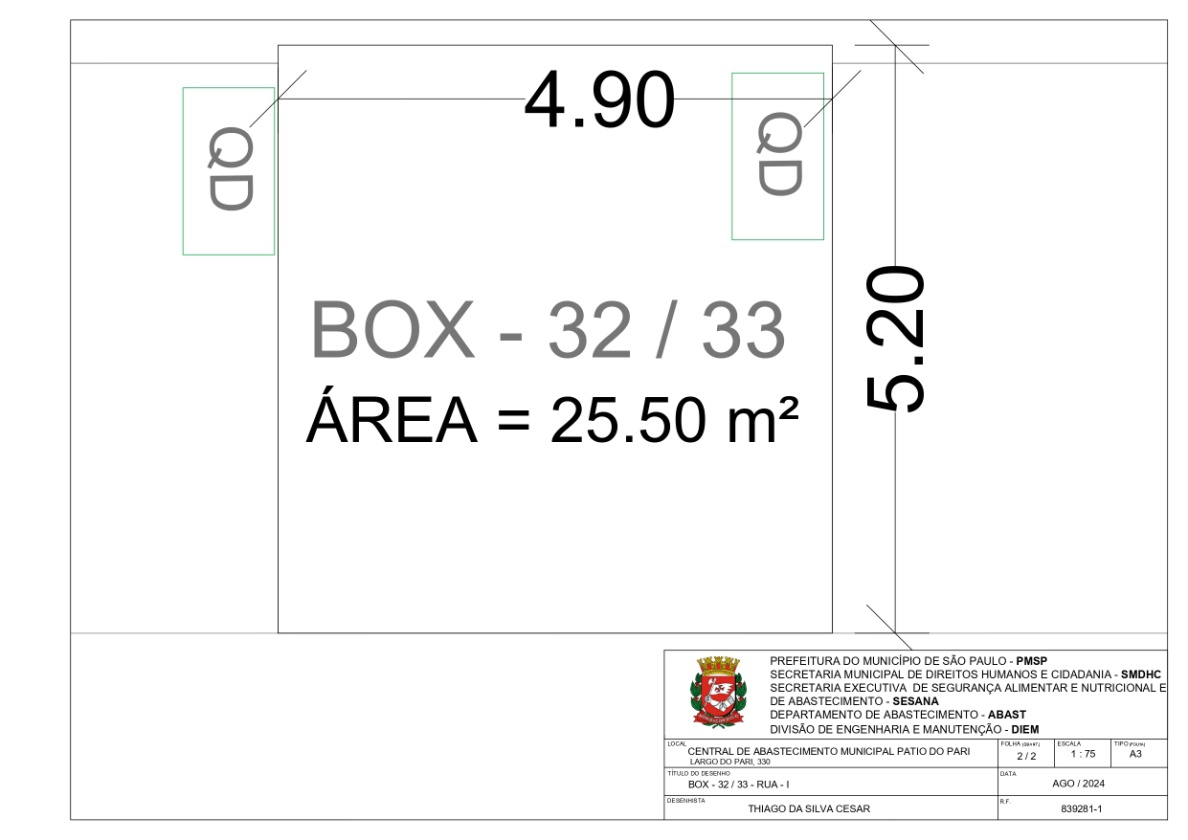 4.90
QD
QD
5.20
BOX - 32 / 33
ÁREA = 25.50 m²
PREFEITURA DO MUNICÍPIO DE SÃO PAULO - PMSP
SECRETARIA MUNICIPAL DE DIREITOS HUMANOS E CIDADANIA - SMDHC
SECRETARIA EXECUTIVA DE SEGURANÇA ALIMENTAR E NUTRICIONAL E
DE ABASTECIMENTO - SESANA
DEPARTAMENTO DE ABASTECIMENTO - ABAST
DIVISÃO DE ENGENHARIA E MANUTENÇÃO - DIEM
LOCAL
CENTRAL DE ABASTECIMENTO MUNICIPAL PATIO DO PARI
LARGO DO PARI, 330
FOLHA (QUANT.)
2 / 2
ESCALA
1 : 75
TIPO (FOLHA)
A3
TÍTULO DO DESENHO
BOX - 32 / 33 - RUA - I
DATA
AGO / 2024
DESENHISTA
THIAGO DA SILVA CESAR
R.F.
839281-1